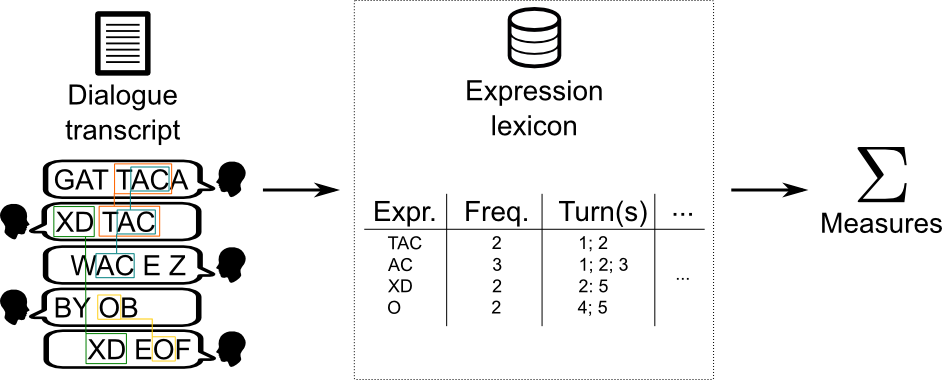 Dialogue
transcript
GAT TACA
XD TAC
WAC E Z
BY OB
XD EOF
Expression
lexicon
Expr. Freq. Turn(s) ...
TAC 2 1; 2
AC 3 1; 2; 3
XD 2 2: 5
O 2 4; 5
...
Σ
Measures